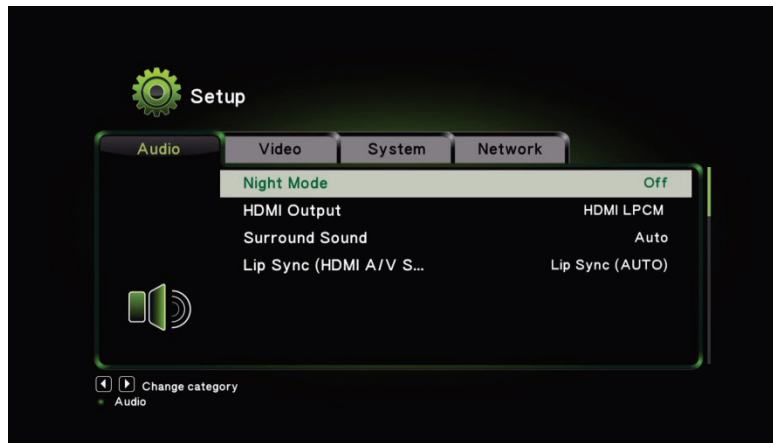 Setup
Audio Video System Network
Night Mode Off
HDMI Output HDMI LPCM
Surround Sound Auto
Lip Sync (HDMI A/V S... Lip Sync (AUTO)
Change category
Audio